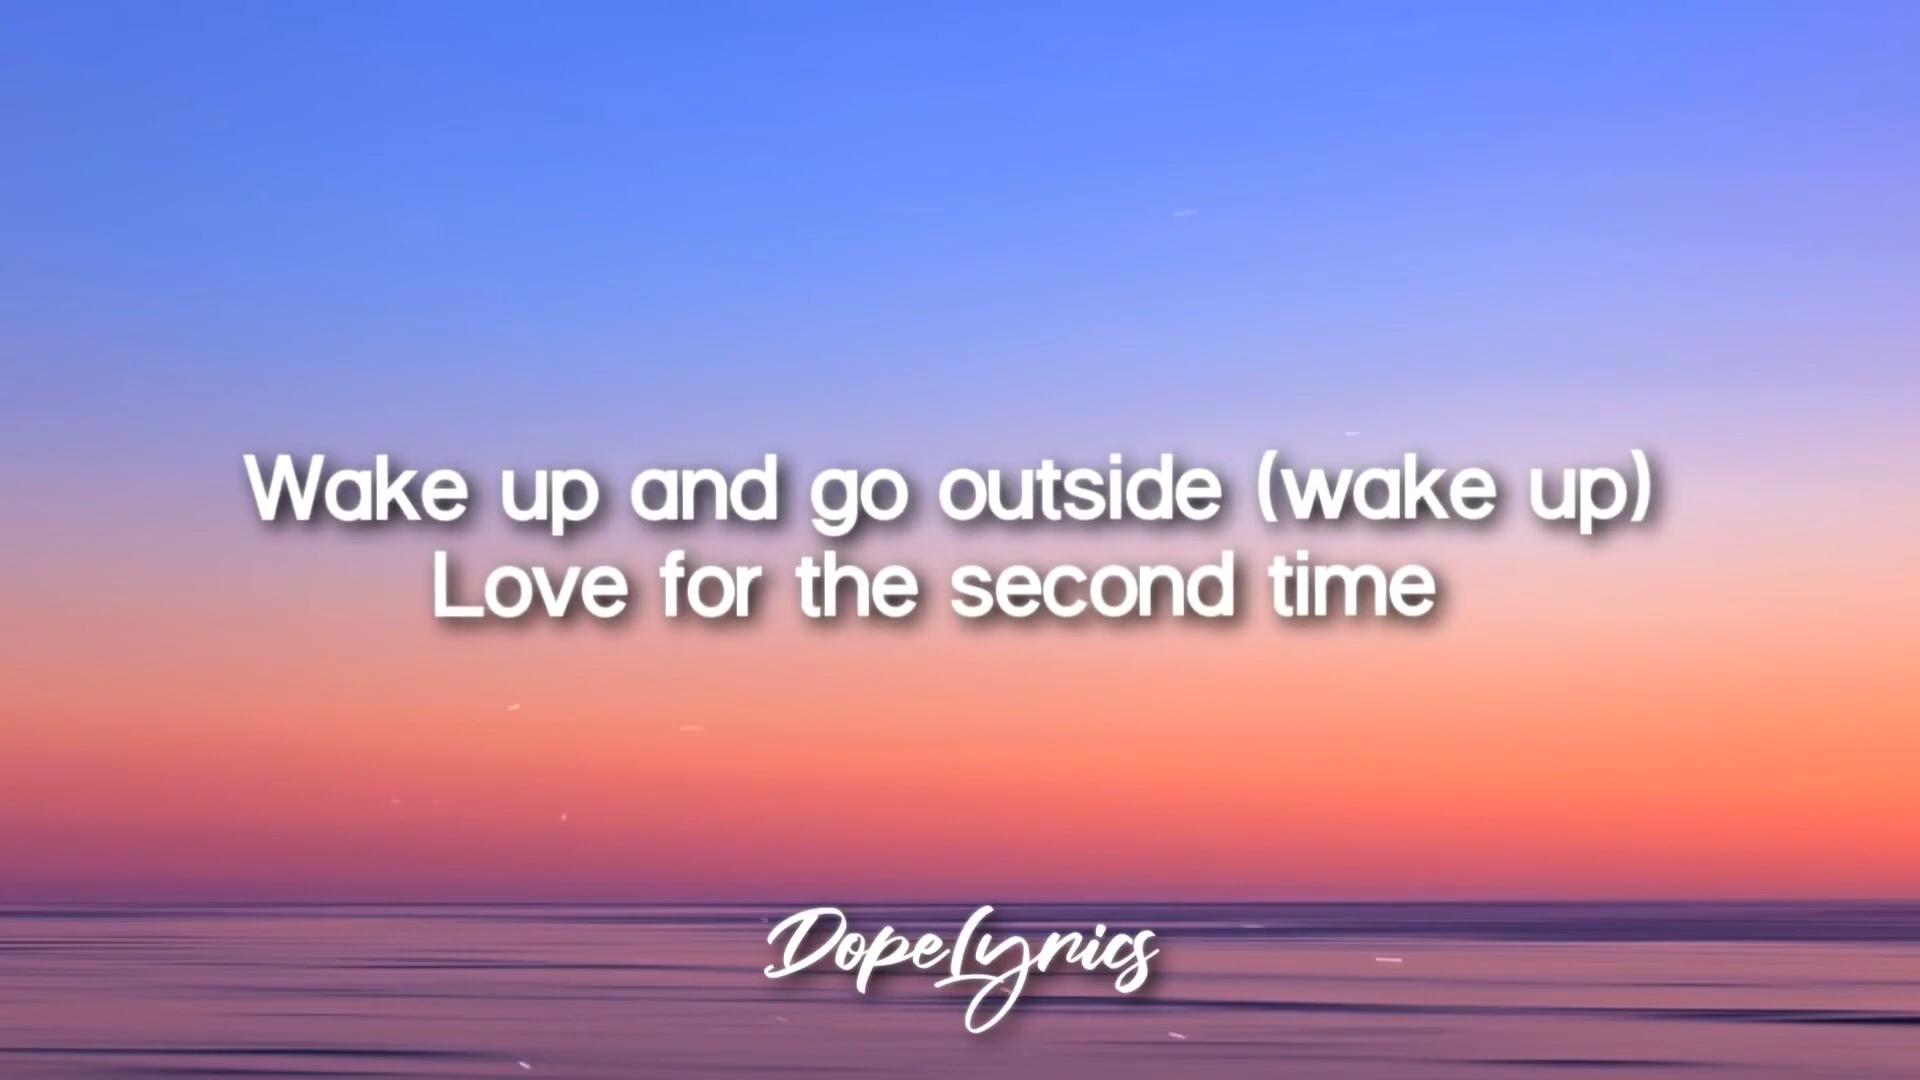 Wake up and go outside (wake up)
Love for the second time
DopeLyrics